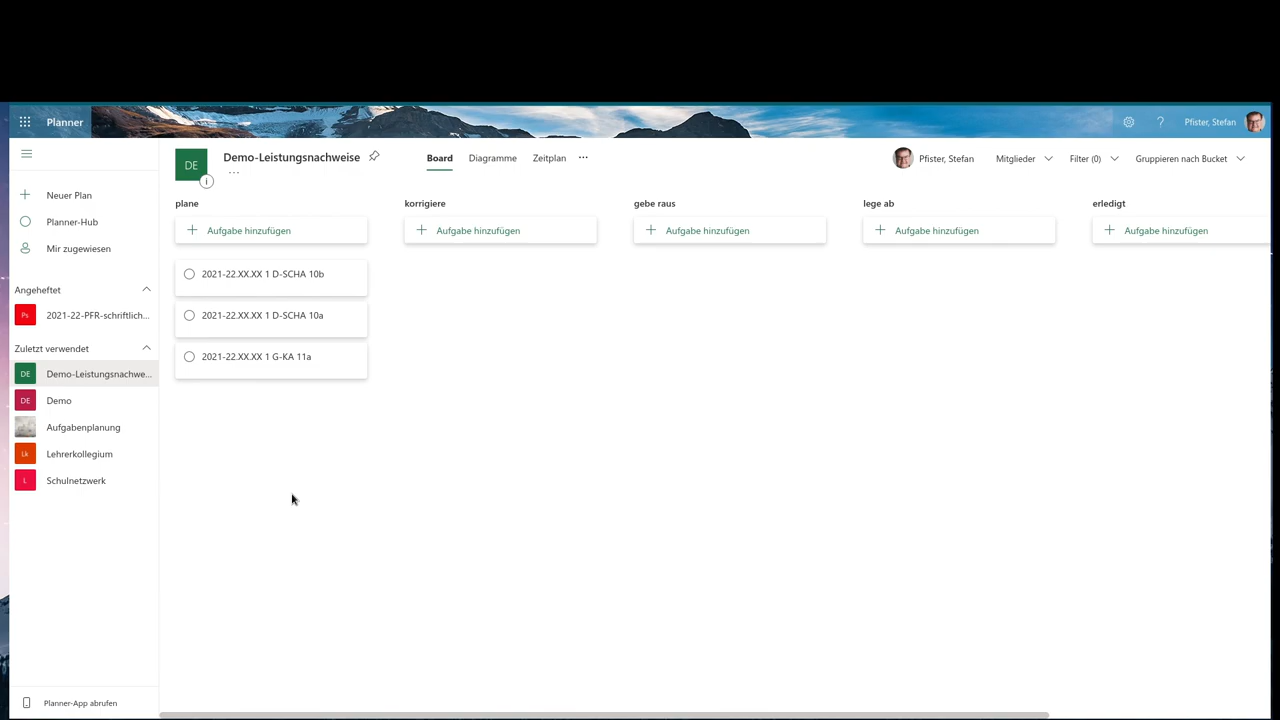 Planner
Pfister, Stefan
DE
Demo-Leistungsnachweise
Board
Diagramme
Zeitplan
Pfister, Stefan
Mitglieder
Filter (0)
Gruppieren nach Bucket
Neuer Plan
Planner-Hub
Mir zugewiesen
Angeheftet
Ps 2021-22-PFR-schriftlich...
Zuletzt verwendet
DE Demo-Leistungsnachwe...
DE Demo
Aufgabenplanung
Lk Lehrerkollegium
L Schulnetzwerk
Planner-App abrufen
plane
Aufgabe hinzufügen
2021-22.XX.XX 1 D-SCHA 10b
2021-22.XX.XX 1 D-SCHA 10a
2021-22.XX.XX 1 G-KA 11a
korrigiere
Aufgabe hinzufügen
gebe raus
Aufgabe hinzufügen
lege ab
Aufgabe hinzufügen
erledigt
Aufgabe hinzufügen